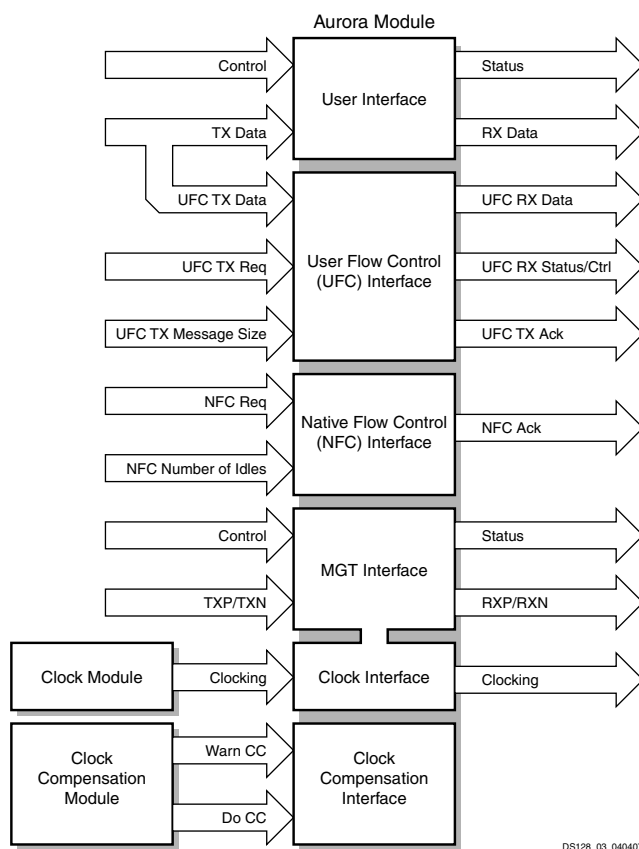 Aurora Module
Control
User Interface
Status
TX Data
RX Data
UFC TX Data
UFC RX Data
UFC TX Req
User Flow Control
(UFC) Interface
UFC RX Status/Ctrl
UFC TX Message Size
UFC TX Ack
NFC Req
Native Flow Control
(NFC) Interface
NFC Ack
NFC Number of Idles
Control
Status
MGT Interface
TXP/TXN
RXP/RXN
Clock Module
Clocking
Clock Interface
Clocking
Clock
Compensation
Module
Warn CC
Do CC
Clock
Compensation
Interface